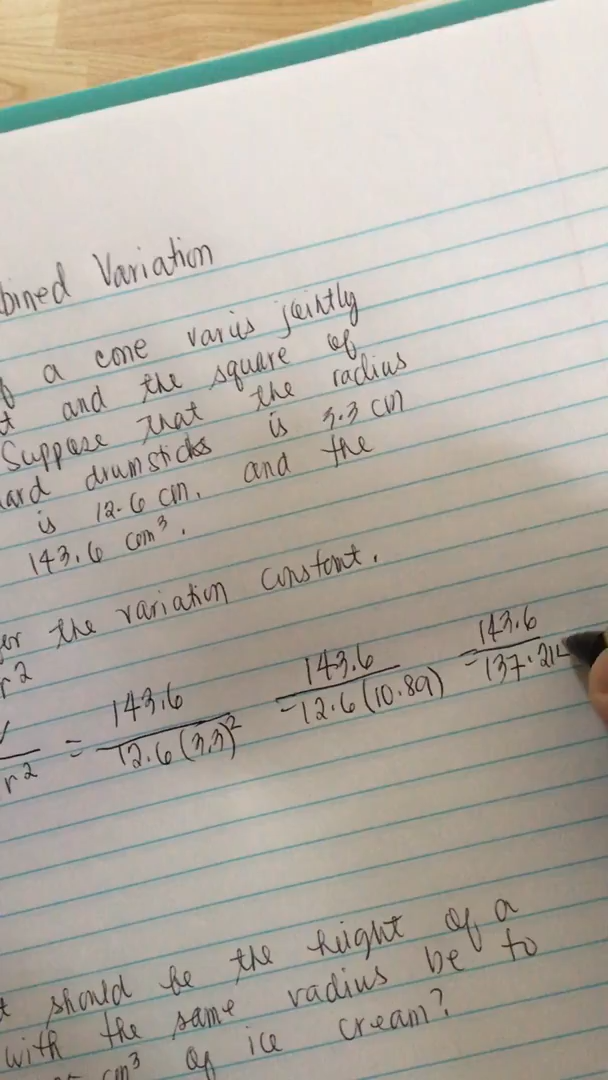 bined Variation
a cone varies jointly
t and the square of
Suppose that the radius
ard drumsticks is 3.3 cm
is 12.6 cm. and the
143.6 cm³.
for the variation constant.
r²
r² = 143.6 / 12.6 (3.3)² = 143.6 / 12.6 (10.89) = 143.6 / 137.214
t should be the height of a
with the same radius be to
cm³ of ice cream?